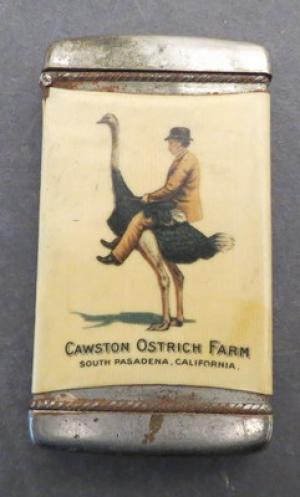 CAWSTON OSTRICH FARM
SOUTH PASADENA, CALIFORNIA.